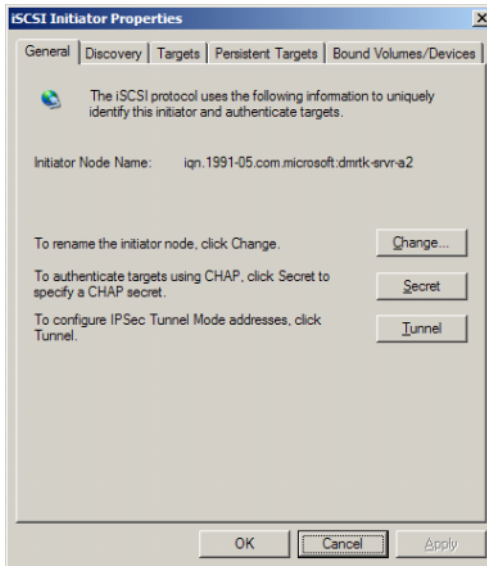 iSCSI Initiator Properties
General Discovery Targets Persistent Targets Bound Volumes/Devices
The iSCSI protocol uses the following information to uniquely
identify this initiator and authenticate targets.
Initiator Node Name: iqn.1991-05.com.microsoft:dmrtk-srvr-a2
To rename the initiator node, click Change.
Change...
To authenticate targets using CHAP, click Secret to
specify a CHAP secret.
Secret
To configure IPSec Tunnel Mode addresses, click
Tunnel.
Tunnel
OK Cancel Apply